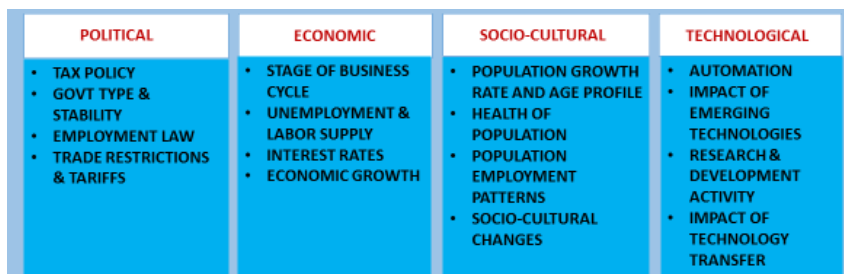 POLITICAL
• TAX POLICY
• GOVT TYPE &
STABILITY
• EMPLOYMENT LAW
• TRADE RESTRICTIONS
& TARIFFS
ECONOMIC
• STAGE OF BUSINESS
CYCLE
• UNEMPLOYMENT &
LABOR SUPPLY
• INTEREST RATES
• ECONOMIC GROWTH
SOCIO-CULTURAL
• POPULATION GROWTH
RATE AND AGE PROFILE
• HEALTH OF
POPULATION
• POPULATION
EMPLOYMENT
PATTERNS
• SOCIO-CULTURAL
CHANGES
TECHNOLOGICAL
• AUTOMATION
• IMPACT OF
EMERGING
TECHNOLOGIES
• RESEARCH &
DEVELOPMENT
ACTIVITY
• IMPACT OF
TECHNOLOGY
TRANSFER